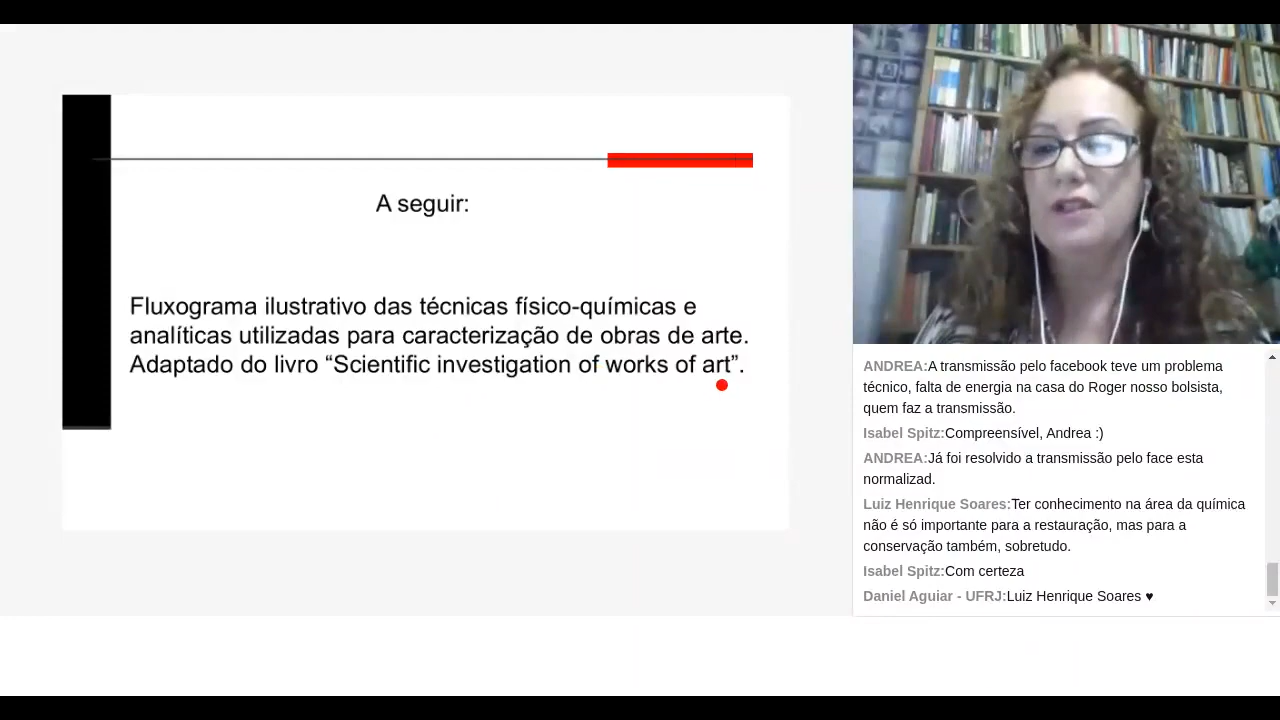 A seguir:
Fluxograma ilustrativo das técnicas físico-químicas e
analíticas utilizadas para caracterização de obras de arte.
Adaptado do livro “Scientific investigation of works of art”.
ANDREA:A transmissão pelo facebook teve um problema
técnico, falta de energia na casa do Roger nosso bolsista,
quem faz a transmissão.
Isabel Spitz:Compreensível, Andrea :)
ANDREA:Já foi resolvido a transmissão pelo face esta
normalizad.
Luiz Henrique Soares:Ter conhecimento na área da química
não é só importante para a restauração, mas para a
conservação também, sobretudo.
Isabel Spitz:Com certeza
Daniel Aguiar - UFRJ:Luiz Henrique Soares ♥